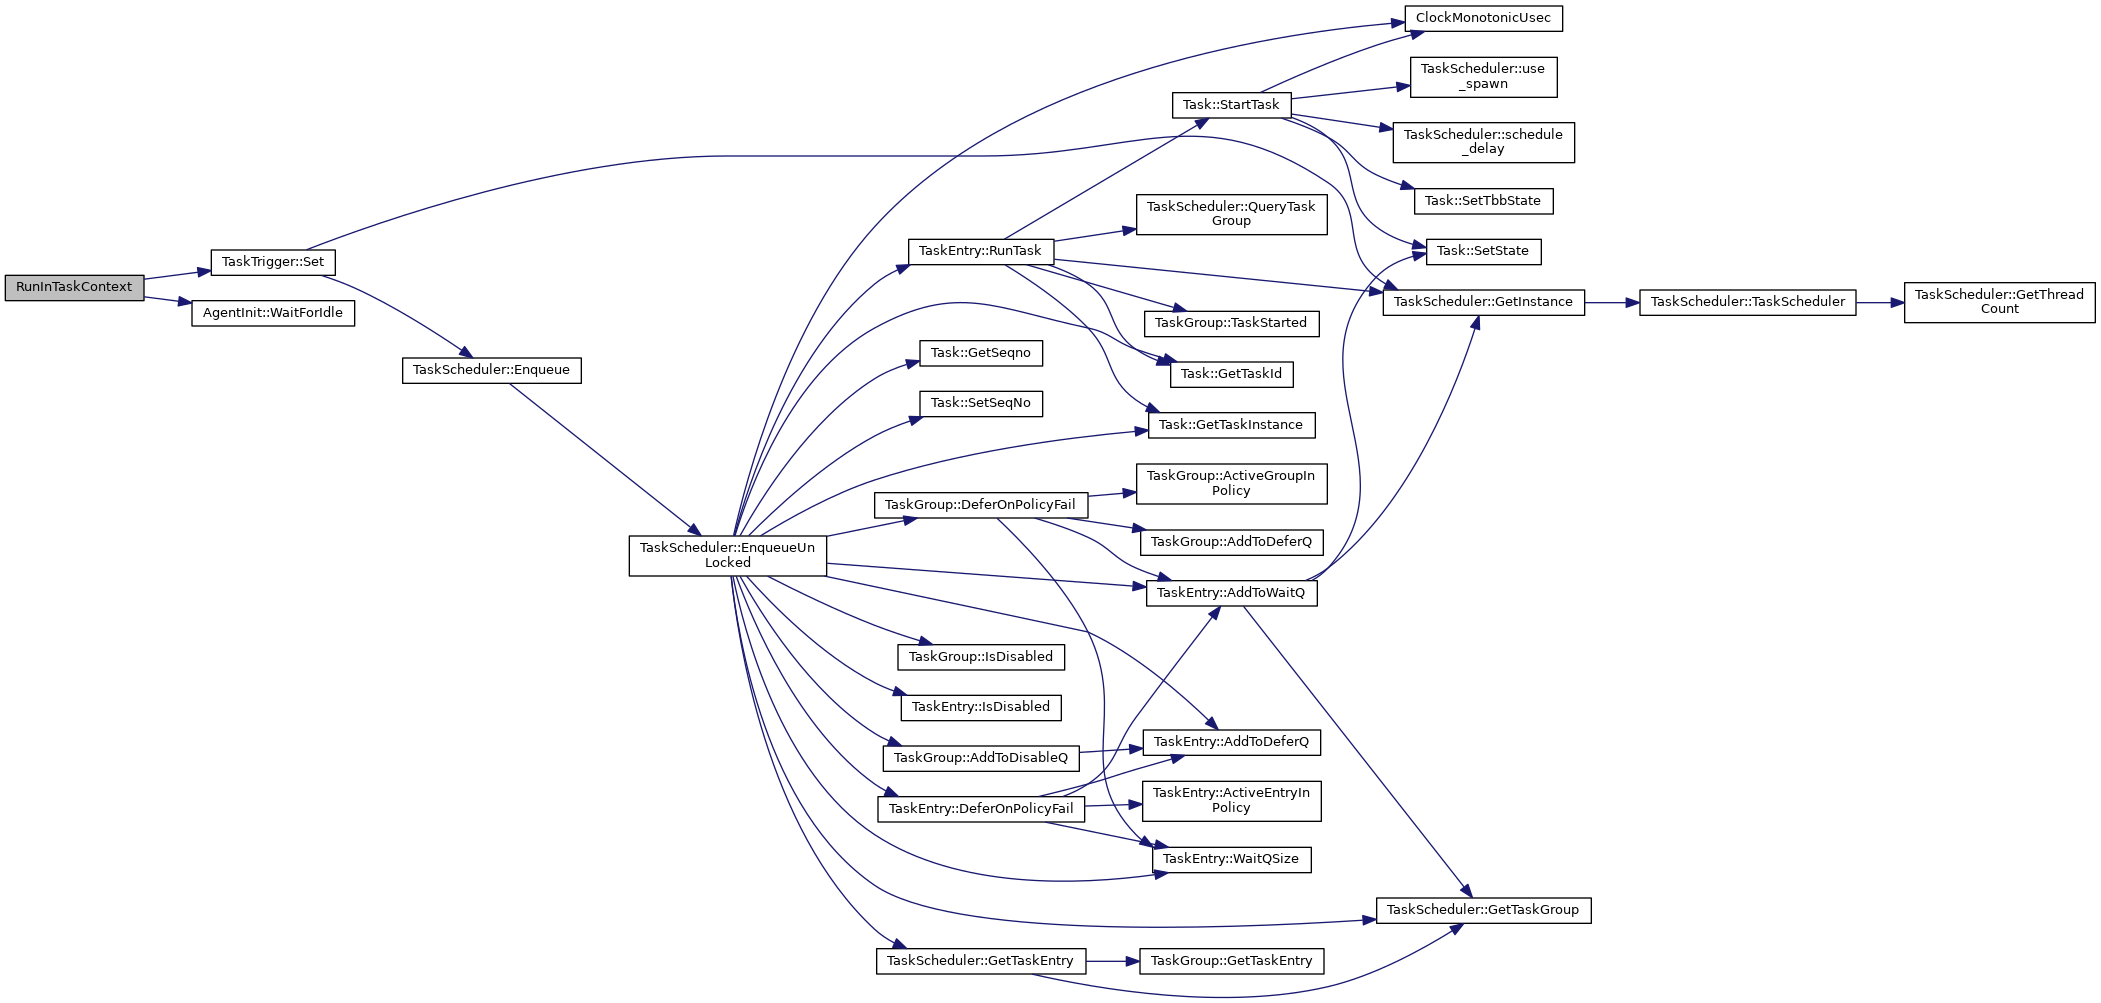 ClockMonotonicUsec
TaskScheduler::use
_spawn
Task::StartTask
TaskScheduler::schedule
_delay
Task::SetTbbState
TaskScheduler::QueryTask
Group
TaskEntry::RunTask
Task::SetState
TaskTrigger::Set
RunInTaskContext
AgentInit::WaitForIdle
TaskScheduler::GetInstance
TaskScheduler::TaskScheduler
TaskScheduler::GetThread
Count
TaskGroup::TaskStarted
Task::GetSeqno
TaskScheduler::Enqueue
Task::GetTaskId
Task::SetSeqNo
Task::GetTaskInstance
TaskGroup::ActiveGroupIn
Policy
TaskGroup::DeferOnPolicyFail
TaskGroup::AddToDeferQ
TaskScheduler::EnqueueUn
Locked
TaskEntry::AddToWaitQ
TaskGroup::IsDisabled
TaskEntry::IsDisabled
TaskEntry::AddToDeferQ
TaskGroup::AddToDisableQ
TaskEntry::ActiveEntryIn
Policy
TaskEntry::DeferOnPolicyFail
TaskEntry::WaitQSize
TaskScheduler::GetTaskGroup
TaskScheduler::GetTaskEntry
TaskGroup::GetTaskEntry